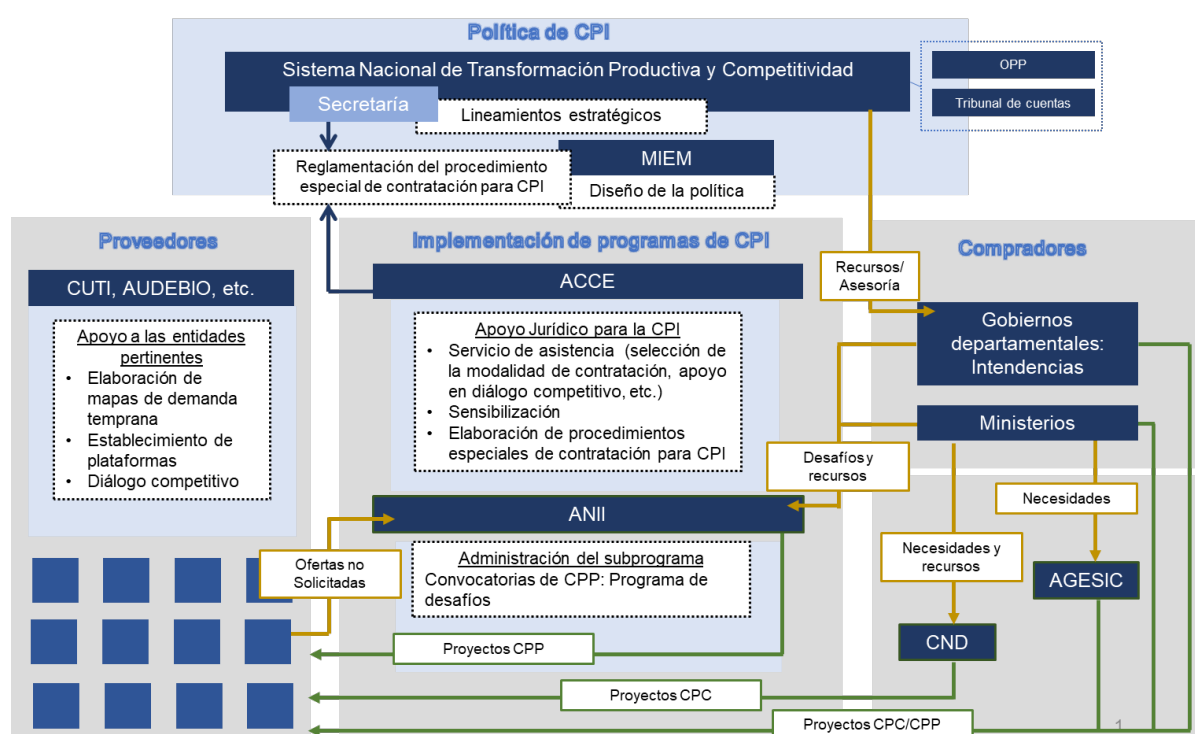 Política de CPI
Sistema Nacional de Transformación Productiva y Competitividad
OPP
Tribunal de cuentas
Secretaría
Lineamientos estratégicos
Reglamentación del procedimiento
especial de contratación para CPI
MIEM
Diseño de la política
Proveedores
CUTI, AUDEBIO, etc.
Apoyo a las entidades
pertinentes
• Elaboración de
mapas de demanda
temprana
• Establecimiento de
plataformas
• Diálogo competitivo
Implementación de programas de CPI
ACCE
Apoyo Jurídico para la CPI
• Servicio de asistencia (selección de
la modalidad de contratación, apoyo
en diálogo competitivo, etc.)
• Sensibilización
• Elaboración de procedimientos
especiales de contratación para CPI
ANII
Administración del subprograma
Convocatorias de CPP: Programa de
desafíos
Ofertas no
Solicitadas
Compradores
Recursos/
Asesoría
Gobiernos
departamentales:
Intendencias
Ministerios
Desafíos y
recursos
Necesidades
Necesidades y
recursos
AGESIC
CND
Proyectos CPP
Proyectos CPC
Proyectos CPC/CPP
1